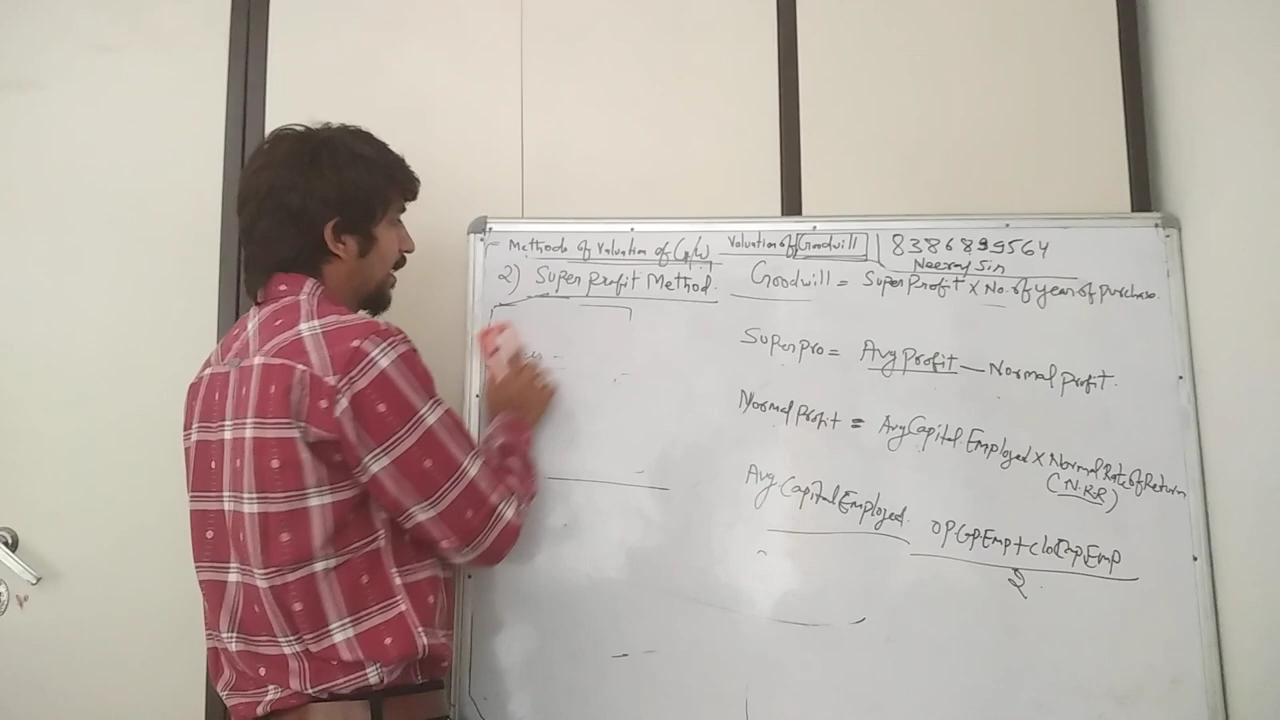 Methods of Valuation of G/W Valuation of Goodwill 8386899564
Neeraj Sir
2) Super Profit Method. Goodwill = Super Profit × No. of year of Purchase.
Super Pro = Avg Profit — Normal Profit.
Normal Profit = Avg Capital Employed × Normal Rate of Return
(N.R.R)
Avg Capital Employed. Op Cap Emp + Clo Cap Emp
2